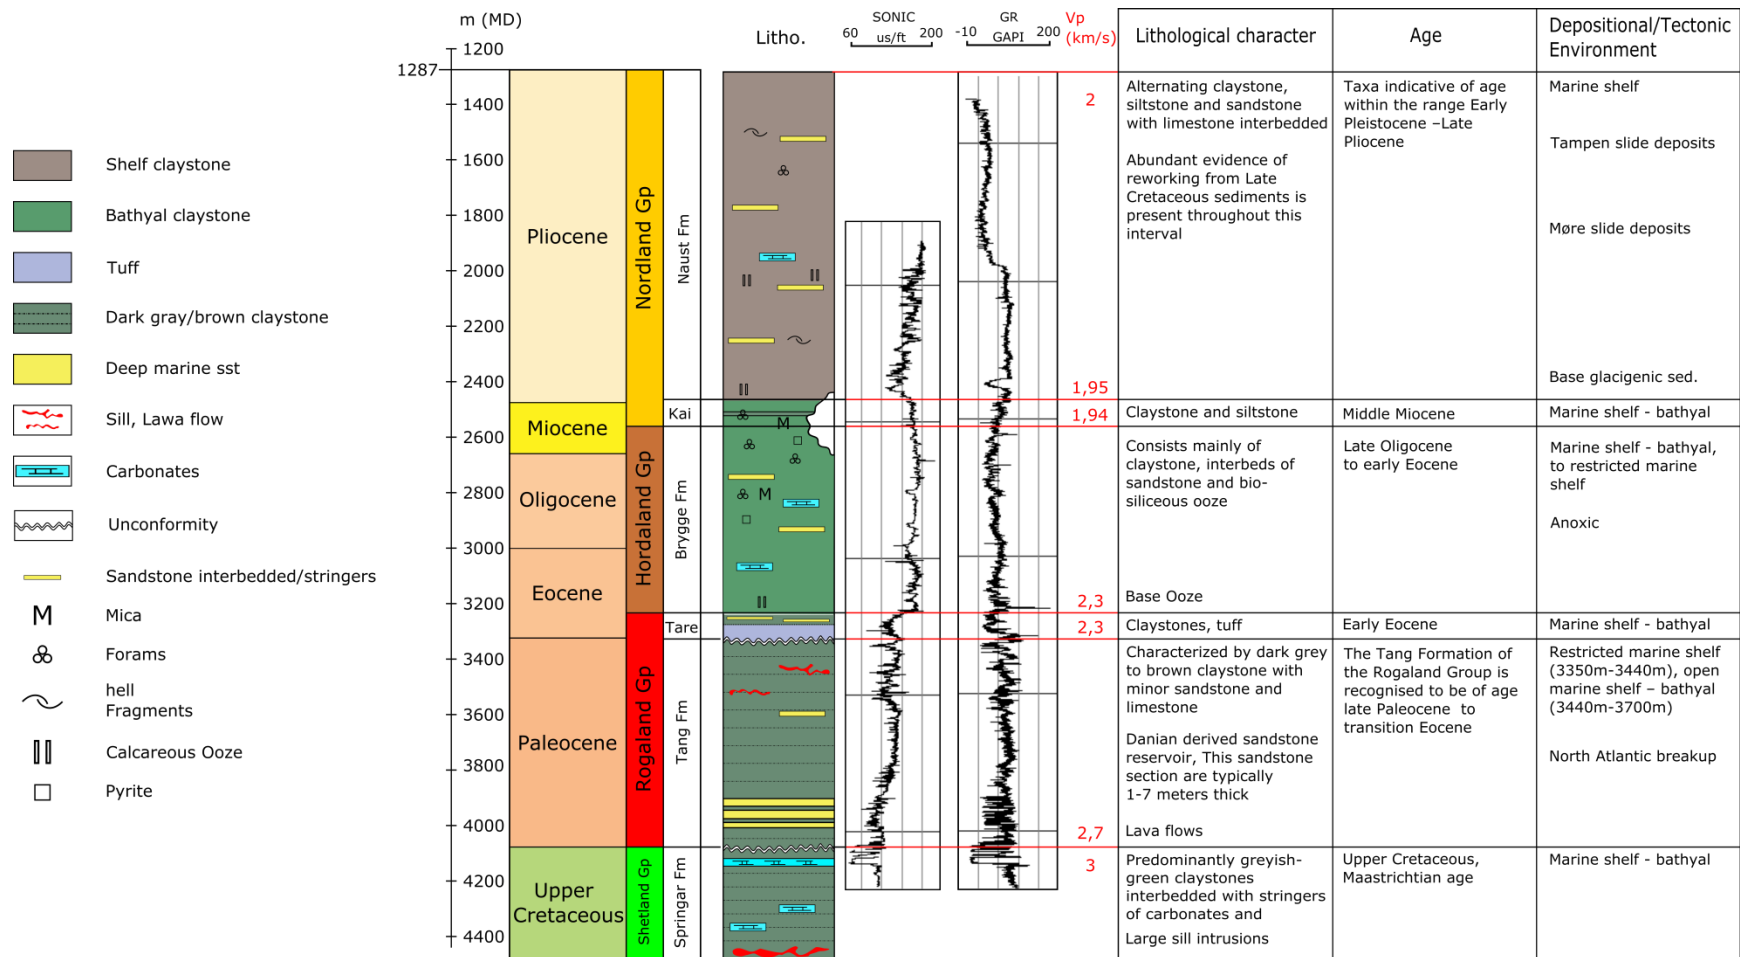 m (MD)
1200
1287
1400
1600
1800
2000
2200
2400
2600
2800
3000
3200
3400
3600
3800
4000
4200
4400
Shelf claystone
Bathyal claystone
Tuff
Dark gray/brown claystone
Deep marine sst
Sill, Lawa flow
Carbonates
Unconformity
Sandstone interbedded/stringers
M
Mica
Forams
hell
Fragments
Calcareous Ooze
Pyrite
Pliocene
Miocene
Oligocene
Eocene
Paleocene
Upper
Cretaceous
Nordland Gp
Hordaland Gp
Rogaland Gp
Shetland Gp
Naust Fm
Kai
Brygge Fm
Tare
Tang Fm
Springar Fm
Litho.
M
M
SONIC
60 us/ft 200
GR
-10 GAPI 200
Vp
(km/s)
2
1,95
1,94
2,3
2,3
2,7
3
Lithological character
Alternating claystone,
siltstone and sandstone
with limestone interbedded
Abundant evidence of
reworking from Late
Cretaceous sediments is
present throughout this
interval
Claystone and siltstone
Consists mainly of
claystone, interbeds of
sandstone and bio-
siliceous ooze
Base Ooze
Claystones, tuff
Characterized by dark grey
to brown claystone with
minor sandstone and
limestone
Danian derived sandstone
reservoir, This sandstone
section are typically
1-7 meters thick
Lava flows
Predominantly greyish-
green claystones
interbedded with stringers
of carbonates and
Large sill intrusions
Age
Taxa indicative of age
within the range Early
Pleistocene –Late
Pliocene
Middle Miocene
Late Oligocene
to early Eocene
Early Eocene
The Tang Formation of
the Rogaland Group is
recognised to be of age
late Paleocene to
transition Eocene
Upper Cretaceous,
Maastrichtian age
Depositional/Tectonic
Environment
Marine shelf
Tampen slide deposits
Møre slide deposits
Base glacigenic sed.
Marine shelf - bathyal
Marine shelf - bathyal,
to restricted marine
shelf
Anoxic
Marine shelf - bathyal
Restricted marine shelf
(3350m-3440m), open
marine shelf – bathyal
(3440m-3700m)
North Atlantic breakup
Marine shelf - bathyal